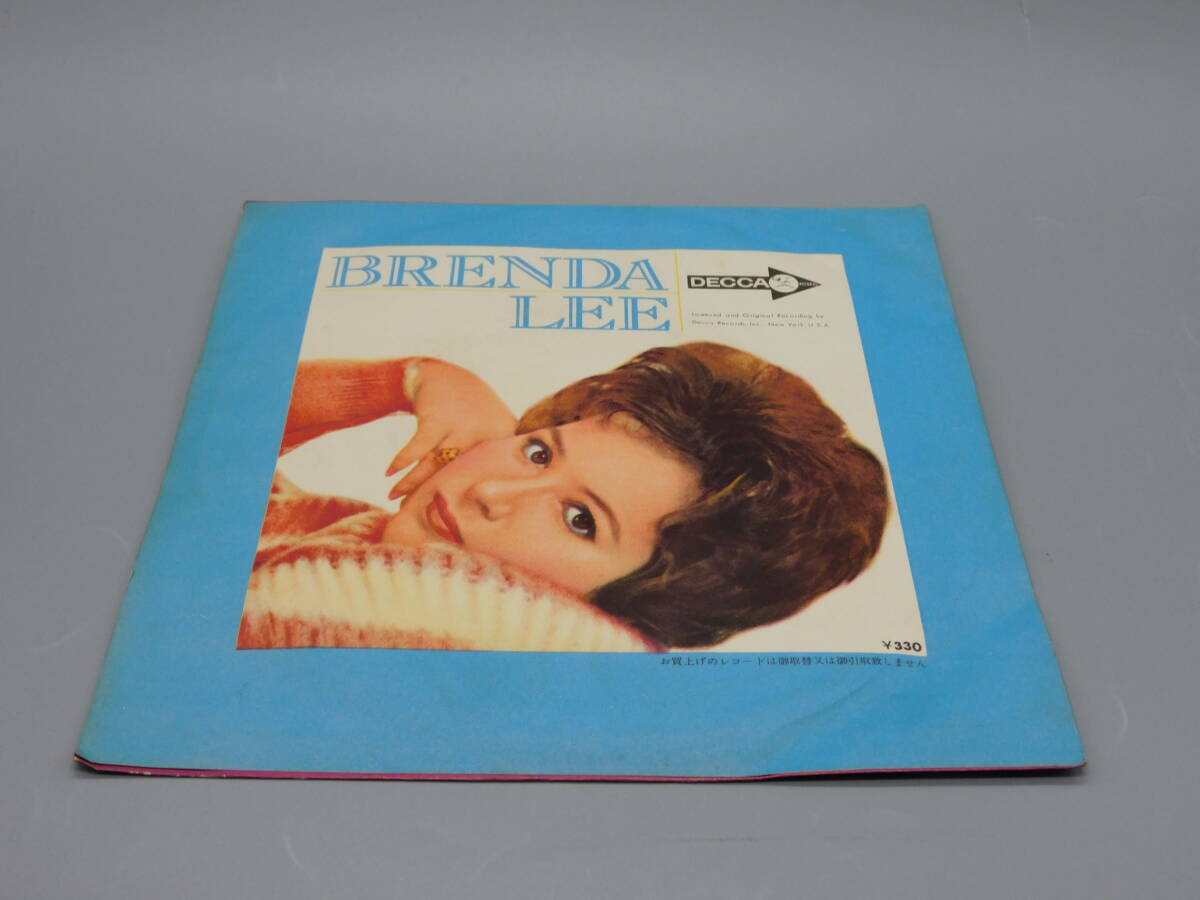 BRENDA
LEE
DECCA
Licensed and Original Recording by
Decca Records, Inc. New York, U.S.A.
¥330
お買上げのレコードは御取替又は御引取致しません